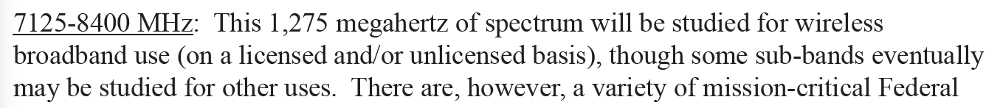 7125-8400 MHz:  This 1,275 megahertz of spectrum will be studied for wireless
broadband use (on a licensed and/or unlicensed basis), though some sub-bands eventually
may be studied for other uses.  There are, however, a variety of mission-critical Federal